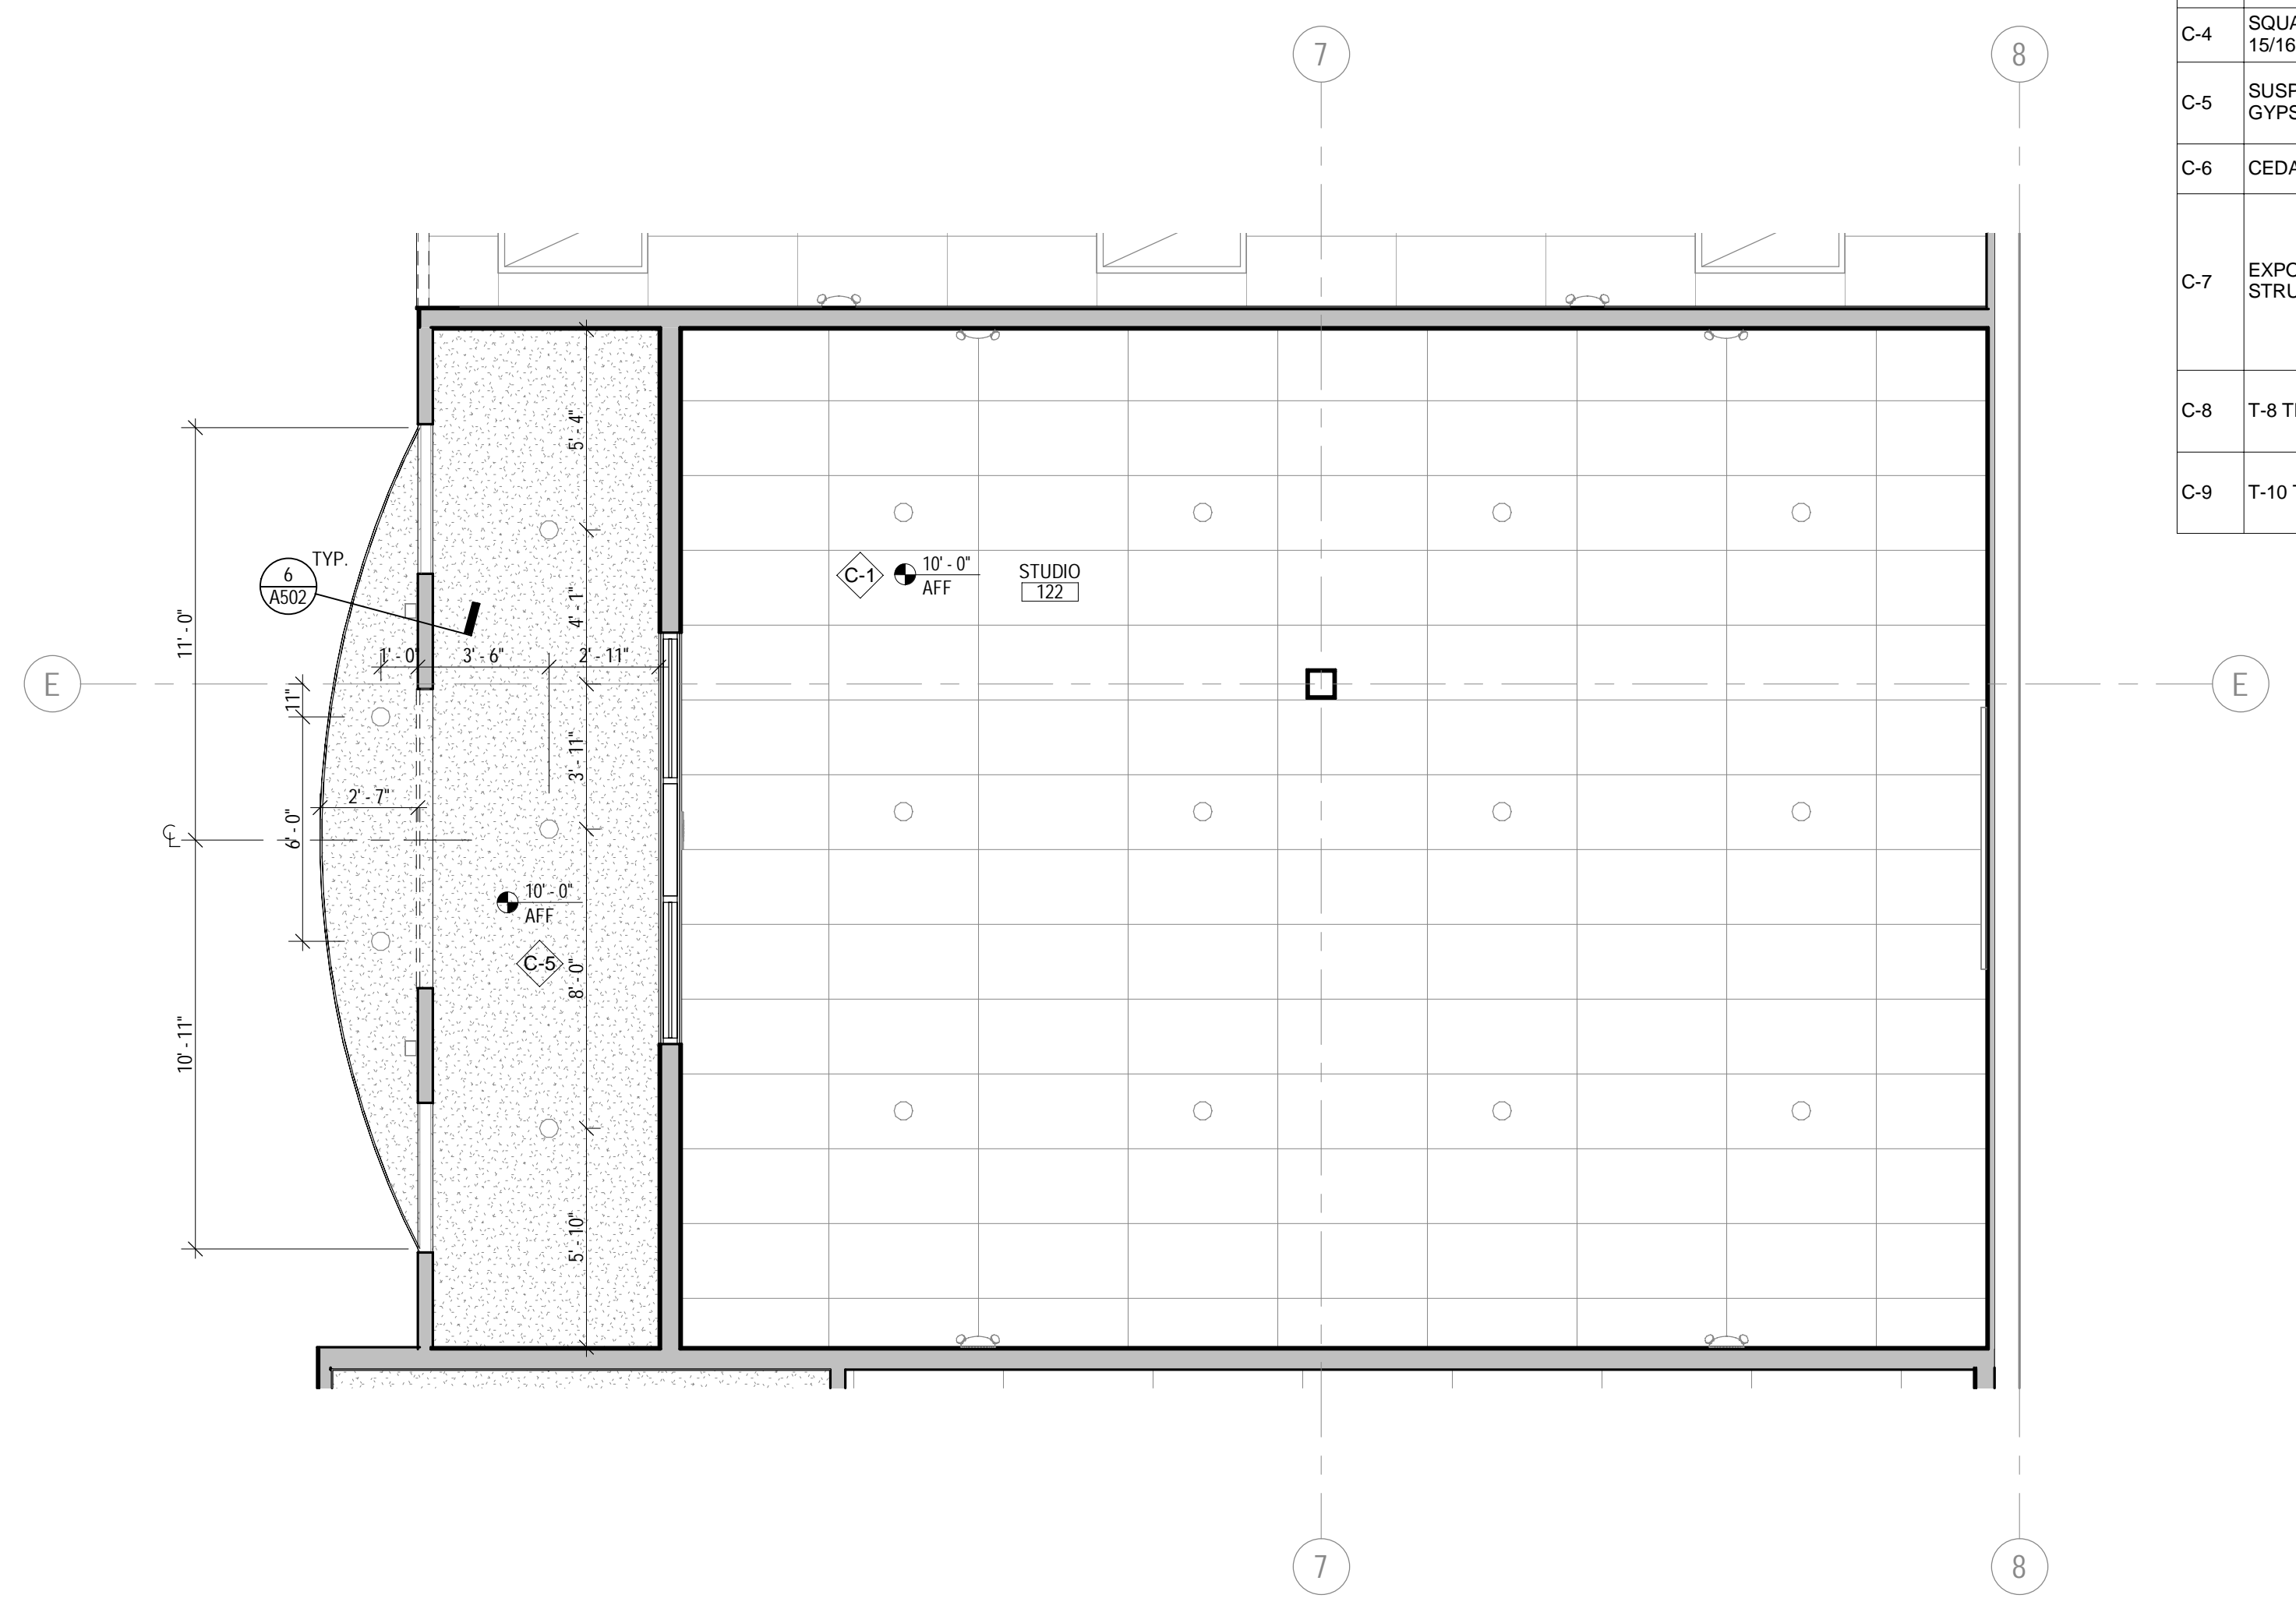 7
8
C-4
SQUA
15/16
C-5
SUSP
GYPS
C-6
CEDA
C-7
EXPO
STRU
C-8
T-8 T
C-9
T-10
5' - 4"
TYP.
6
A502
C-1
10' - 0"
AFF
STUDIO
122
11' - 0"
4' - 1"
1' - 0"
3' - 6"
2' - 11"
E
E
11"
3' - 11"
2' - 7"
6' - 0"
10' - 0"
AFF
C-5
8' - 0"
10' - 11"
5' - 10"
7
8